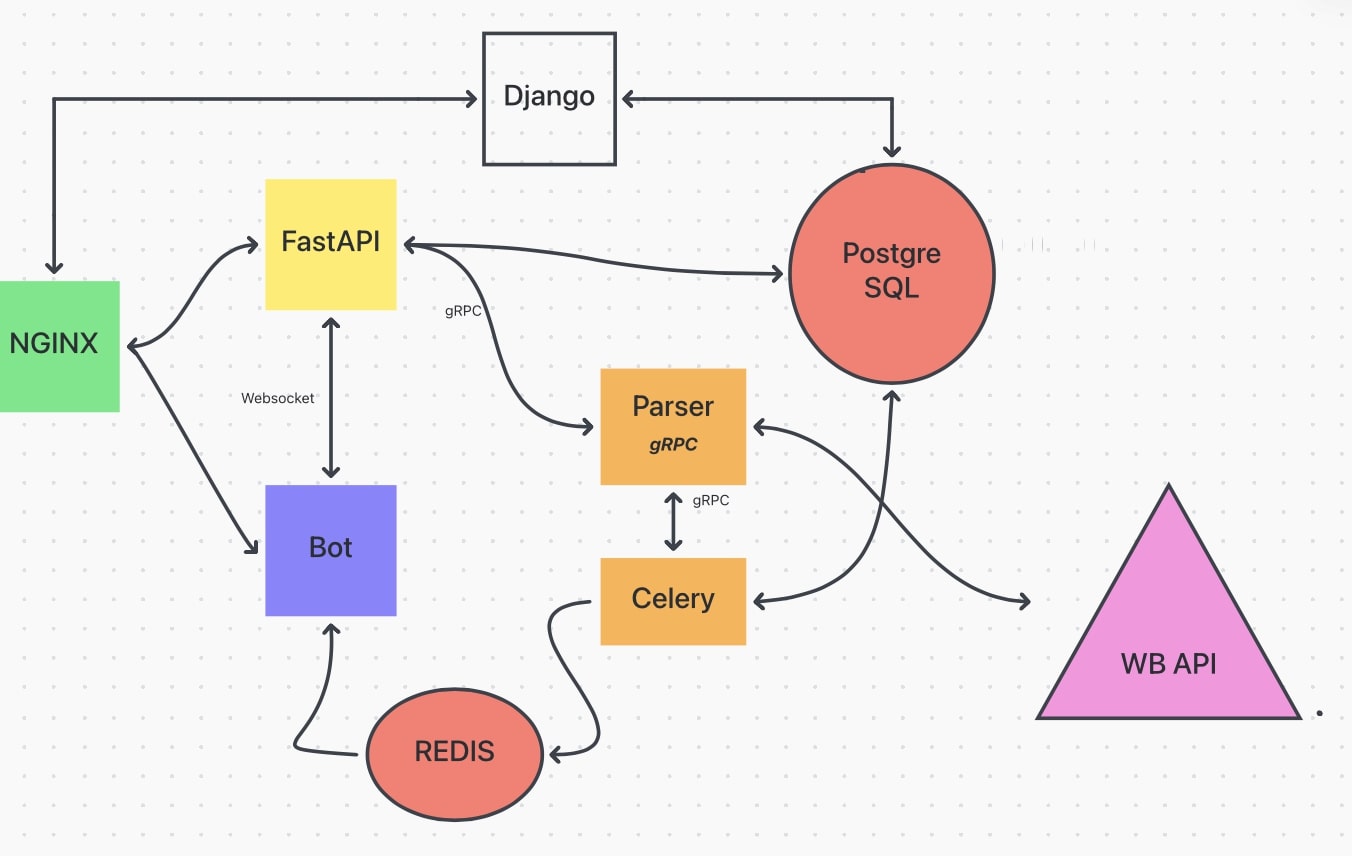 Django
FastAPI
Postgre
SQL
gRPC
NGINX
Websocket
Parser
gRPC
gRPC
Bot
Celery
WB API
REDIS